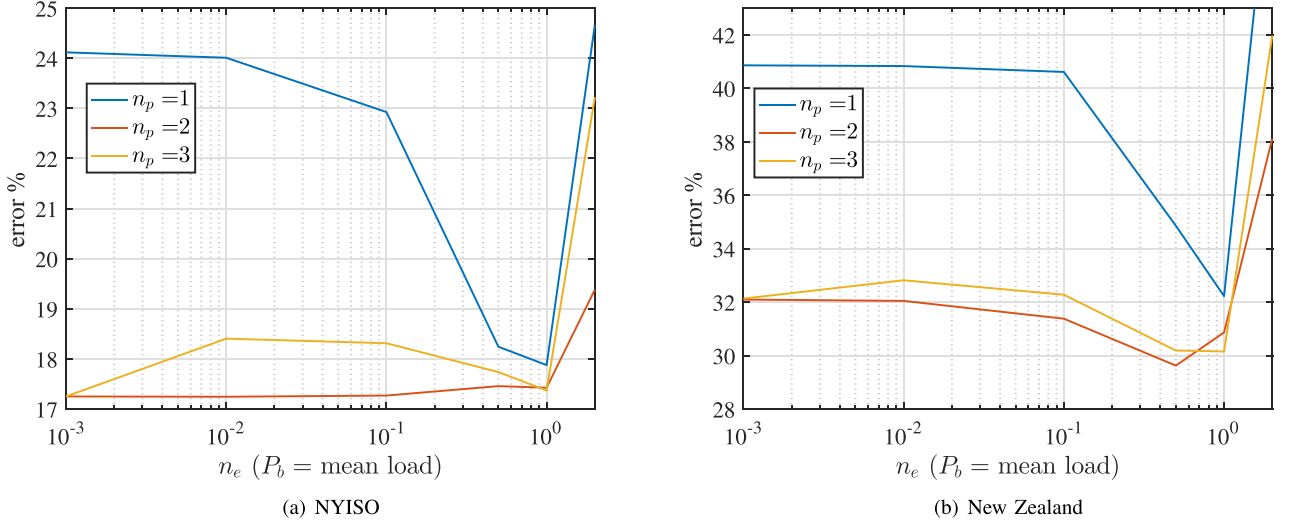 25
24
23
22
21
20
19
18
17
error %
n_p =1
n_p =2
n_p =3
10^-3 10^-2 10^-1 10^0
n_e (P_b = mean load)
(a) NYISO
42
40
38
36
34
32
30
28
error %
n_p =1
n_p =2
n_p =3
10^-3 10^-2 10^-1 10^0
n_e (P_b = mean load)
(b) New Zealand